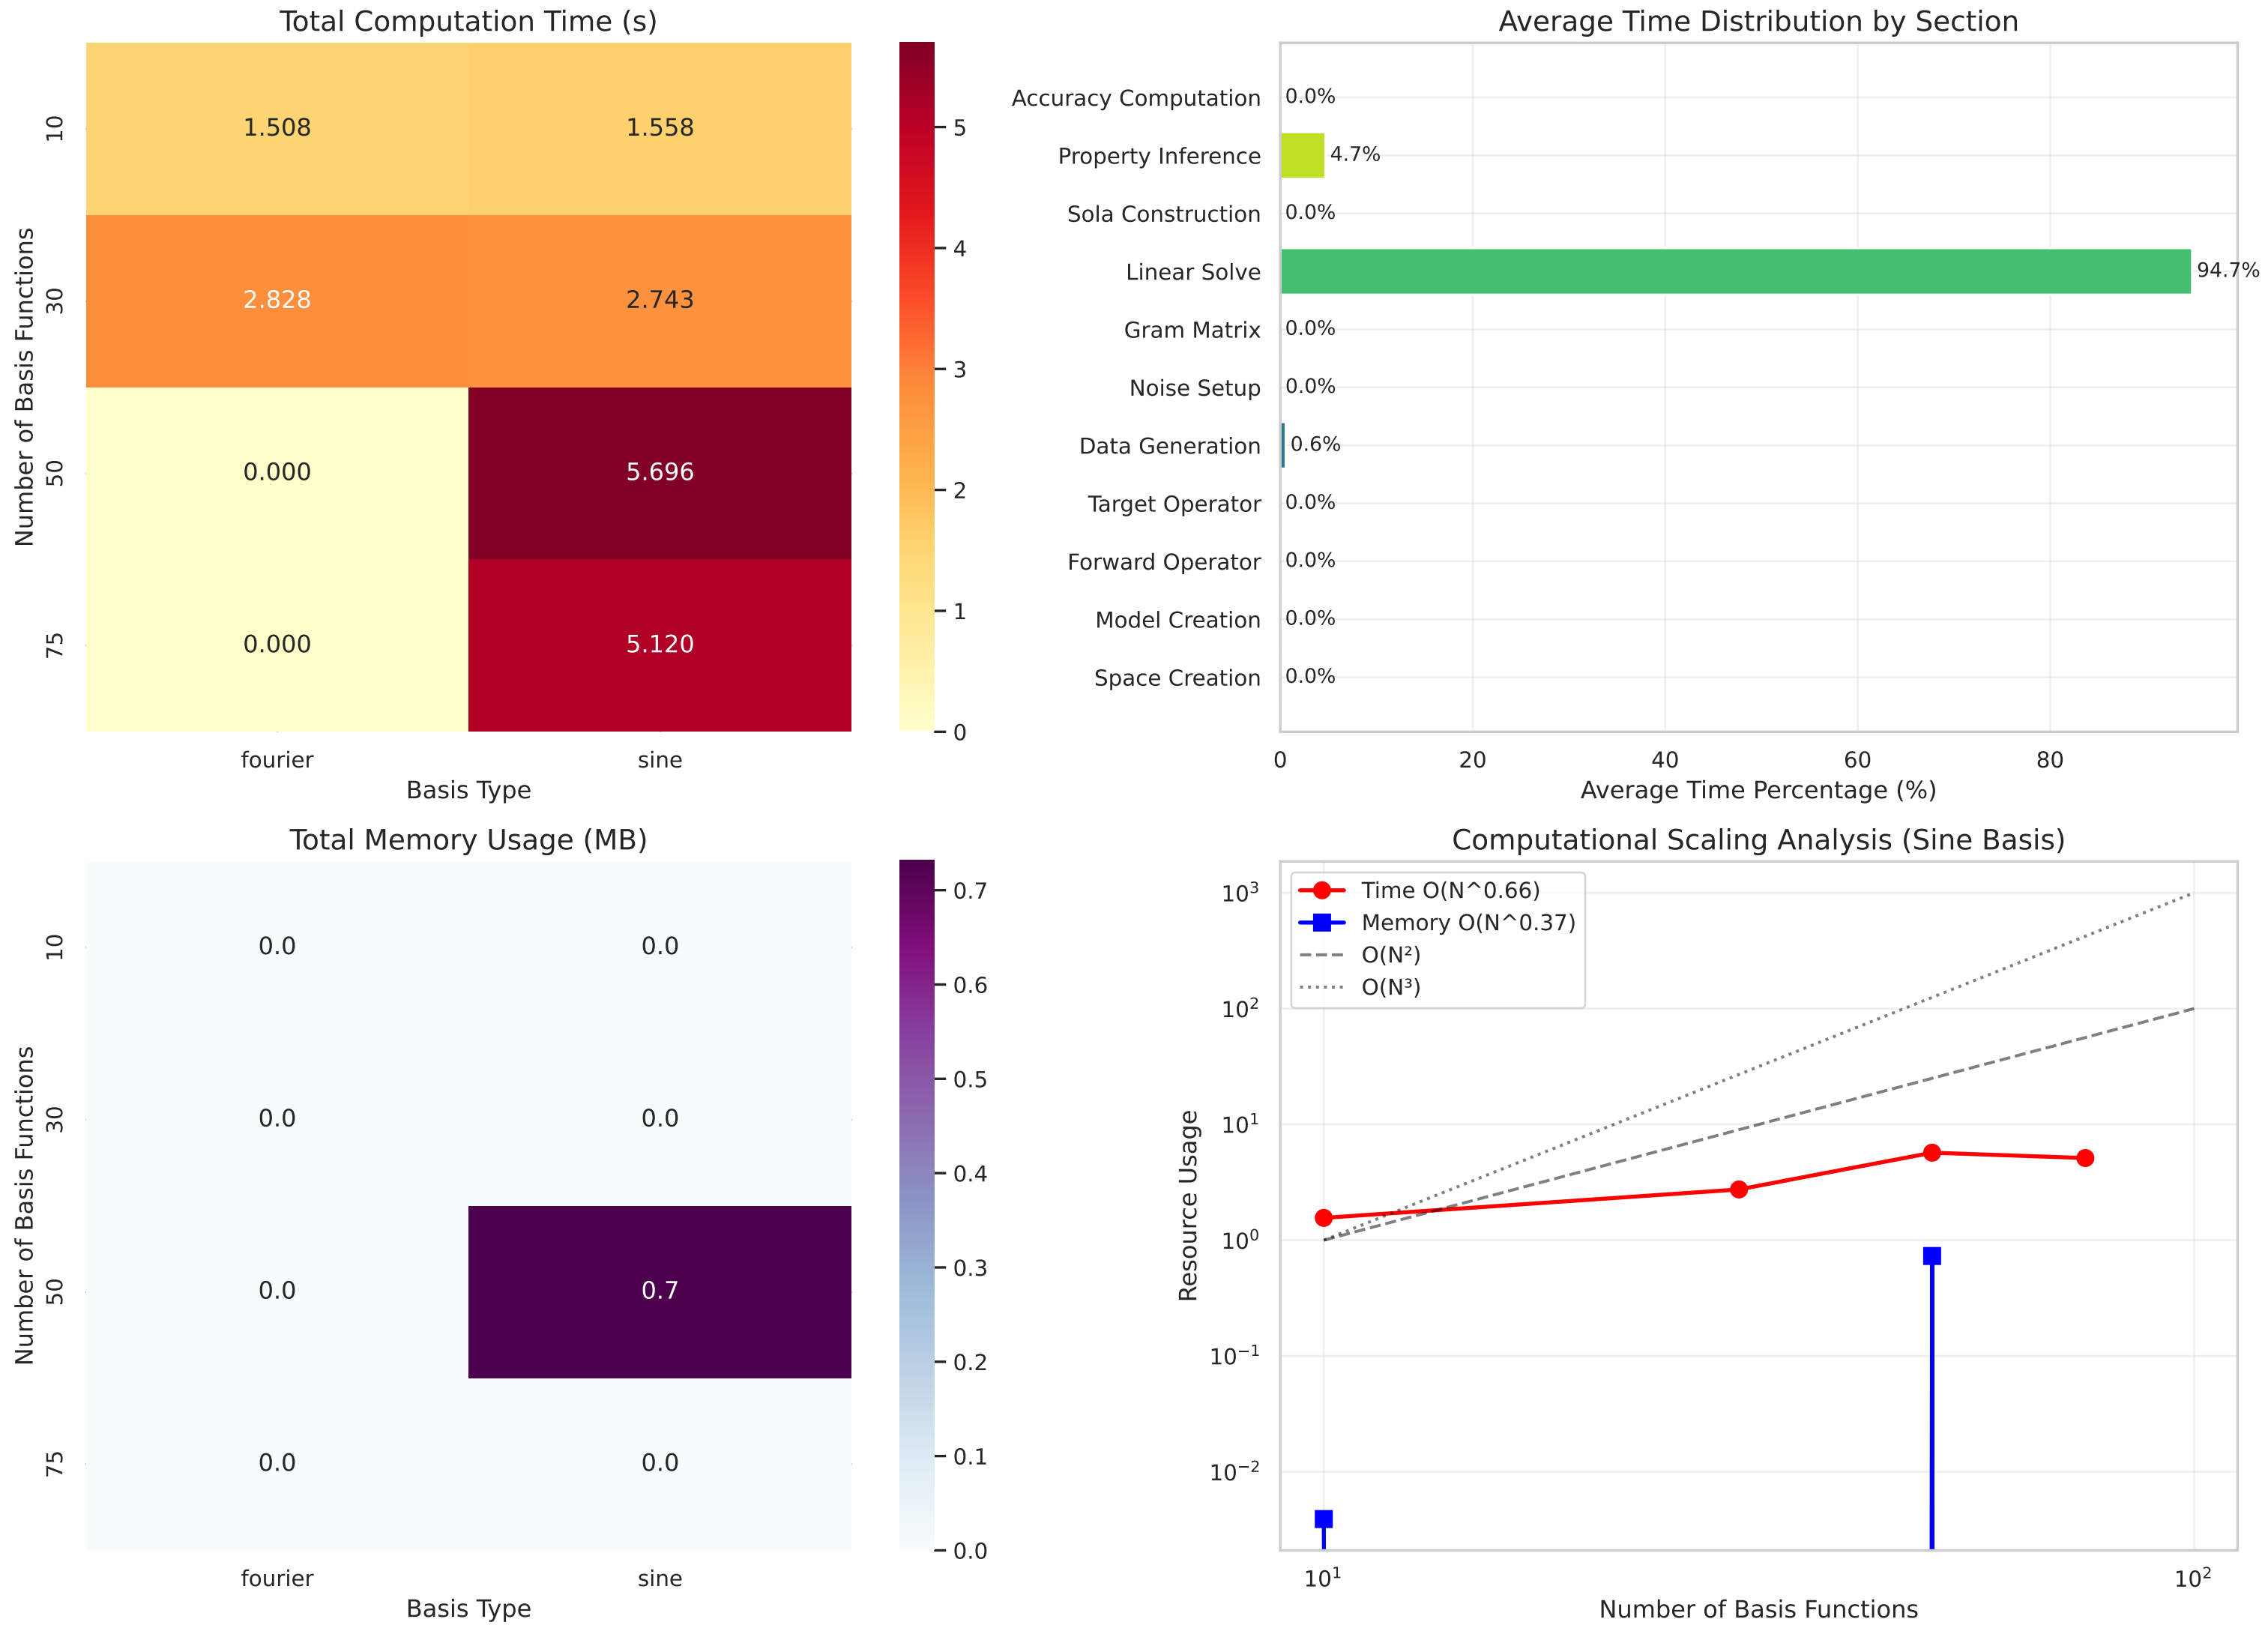 Total Computation Time (s)
Number of Basis Functions
10
30
50
75
1.508
1.558
2.828
2.743
0.000
5.696
0.000
5.120
fourier
sine
Basis Type
5
4
3
2
1
0
Average Time Distribution by Section
Accuracy Computation
0.0%
Property Inference
4.7%
Sola Construction
0.0%
Linear Solve
94.7%
Gram Matrix
0.0%
Noise Setup
0.0%
Data Generation
0.6%
Target Operator
0.0%
Forward Operator
0.0%
Model Creation
0.0%
Space Creation
0.0%
0
20
40
60
80
Average Time Percentage (%)
Total Memory Usage (MB)
Number of Basis Functions
10
30
50
75
0.0
0.0
0.0
0.0
0.0
0.7
0.0
0.0
fourier
sine
Basis Type
0.7
0.6
0.5
0.4
0.3
0.2
0.1
0.0
Computational Scaling Analysis (Sine Basis)
Time O(N^0.66)
Memory O(N^0.37)
O(N²)
O(N³)
Resource Usage
10³
10²
10¹
10⁰
10⁻¹
10⁻²
10¹
10²
Number of Basis Functions